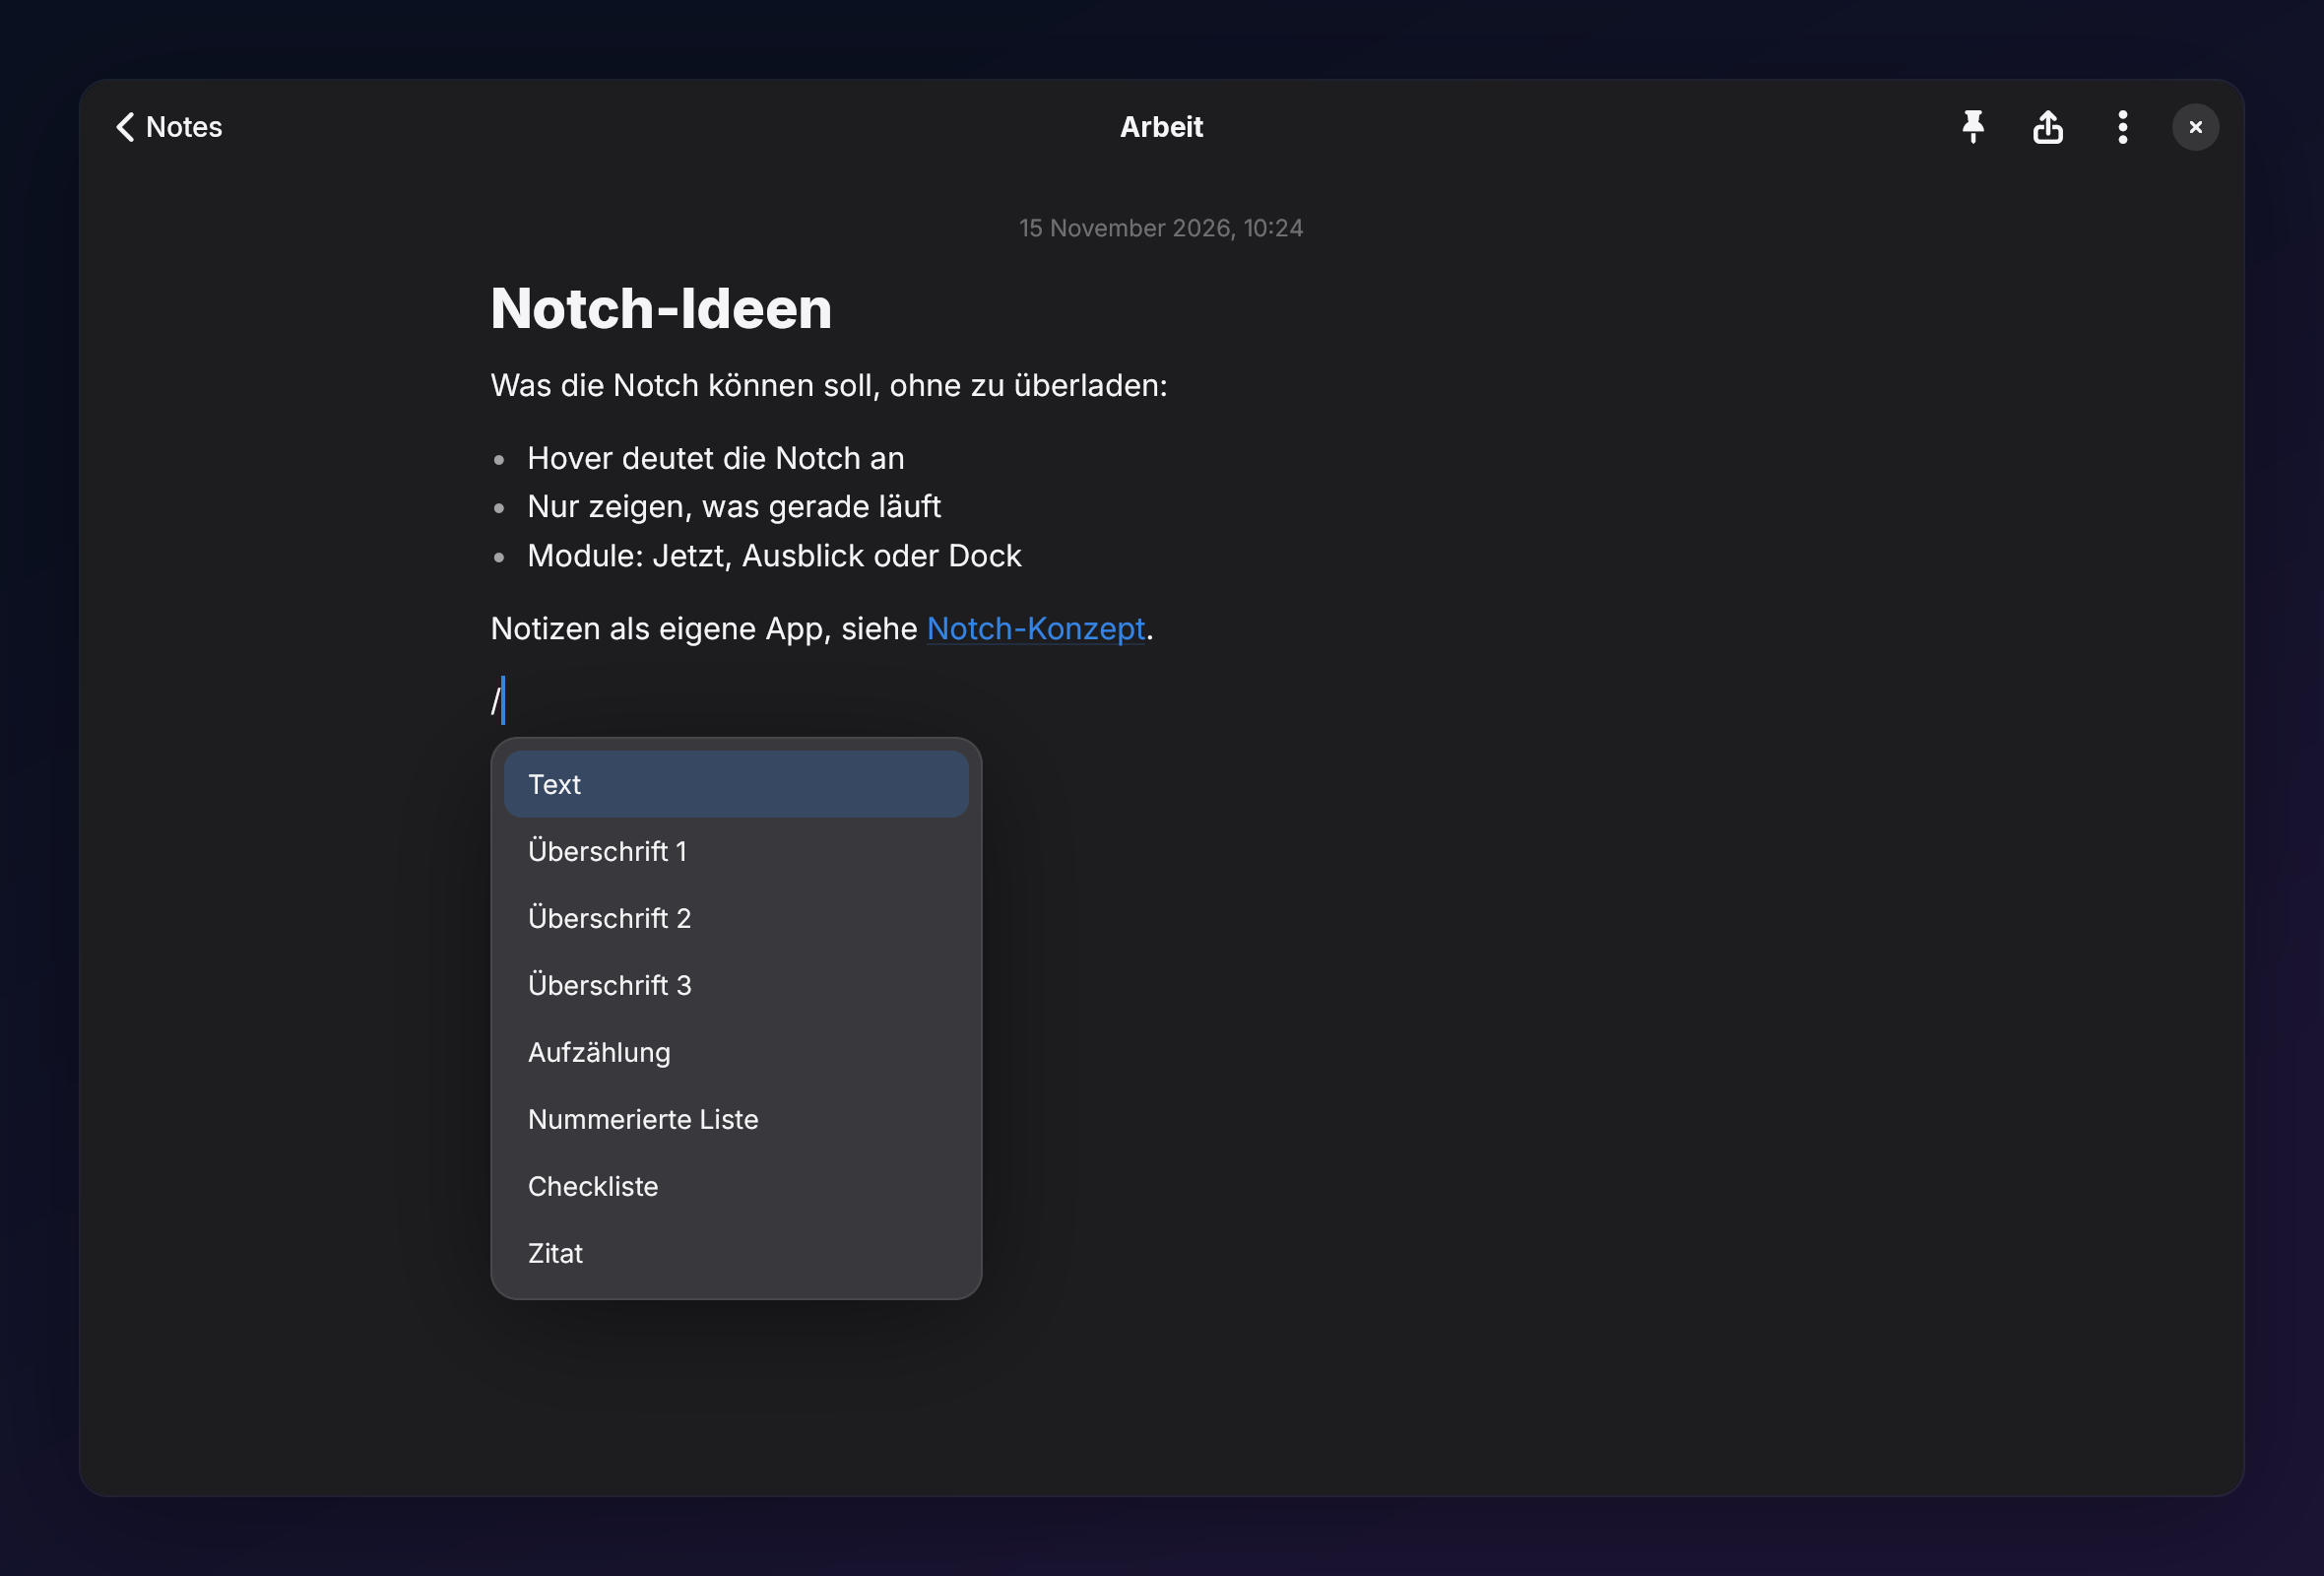 Notes
Arbeit
15 November 2026, 10:24
Notch-Ideen
Was die Notch können soll, ohne zu überladen:
• Hover deutet die Notch an
• Nur zeigen, was gerade läuft
• Module: Jetzt, Ausblick oder Dock
Notizen als eigene App, siehe Notch-Konzept.
/
Text
Überschrift 1
Überschrift 2
Überschrift 3
Aufzählung
Nummerierte Liste
Checkliste
Zitat